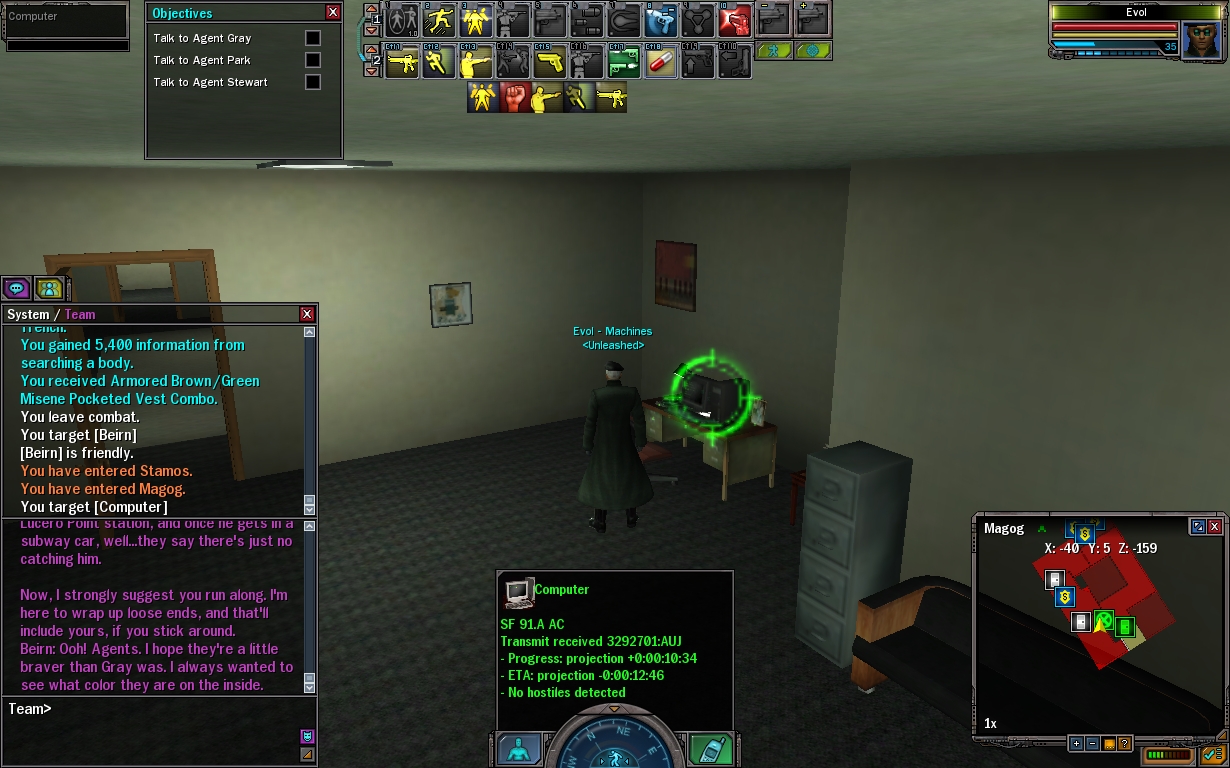 Computer
Objectives
Talk to Agent Gray
Talk to Agent Park
Talk to Agent Stewart
Evol
35
1
2
Evol - Machines
<Unleashed>
System / Team
French.
You gained 5,400 information from
searching a body.
You received Armored Brown/Green
Misene Pocketed Vest Combo.
You leave combat.
You target [Beirn]
[Beirn] is friendly.
You have entered Stamos.
You have entered Magog.
You target [Computer]
Lucero Point station, and once he gets in a
subway car, well...they say there's just no
catching him.
Now, I strongly suggest you run along. I'm
here to wrap up loose ends, and that'll
include yours, if you stick around.
Beirn: Ooh! Agents. I hope they're a little
braver than Gray was. I always wanted to
see what color they are on the inside.
Team>
Computer
SF 91.A AC
Transmit received 3292701:AUJ
- Progress: projection +0:00:10:34
- ETA: projection -0:00:12:46
- No hostiles detected
NE
E
Magog
X: -40 Y: 5 Z: -159
1x